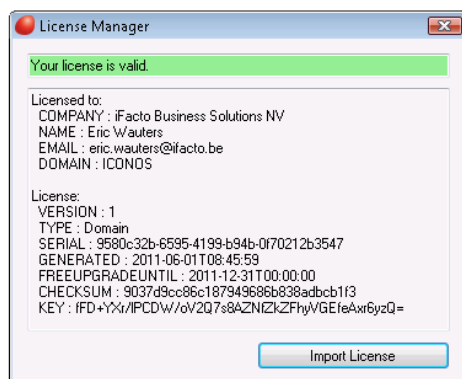 License Manager
Your license is valid.
Licensed to:
COMPANY : iFacto Business Solutions NV
NAME : Eric Wauters
EMAIL : eric.wauters@ifacto.be
DOMAIN : ICONOS
License:
VERSION : 1
TYPE : Domain
SERIAL : 9580c32b-6595-4199-b94b-0f70212b3547
GENERATED : 2011-06-01T08:45:59
FREEUPGRADEUNTIL : 2011-12-31T00:00:00
CHECKSUM : 9037d9cc86c187949686b838adbcb1f3
KEY : fFD+YXr/IPCDW/oV2Q7s8AZNfZkZFhyVGEfeAxr6yzQ=
Import License